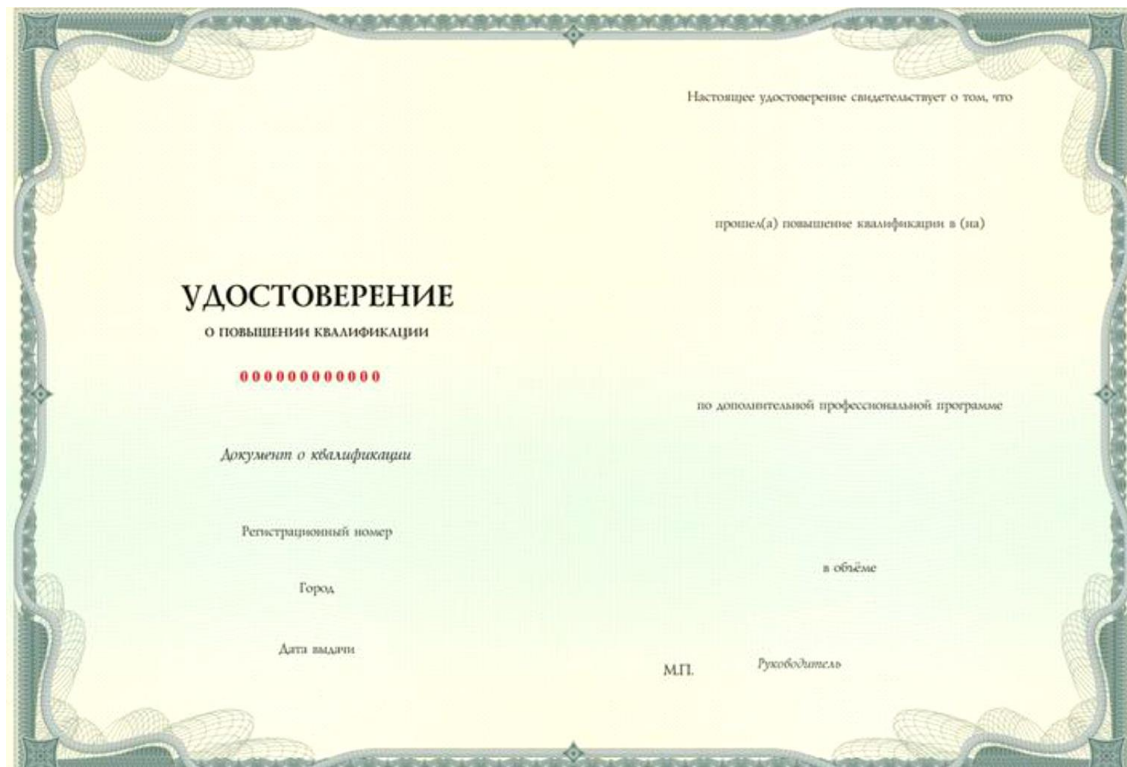 УДОСТОВЕРЕНИЕ
О ПОВЫШЕНИИ КВАЛИФИКАЦИИ
000000000000
Документ о квалификации
Регистрационный номер
Город
Дата выдачи
Настоящее удостоверение свидетельствует о том, что
прошел(а) повышение квалификации в (на)
по дополнительной профессиональной программе
в объёме
М.П.
Руководитель